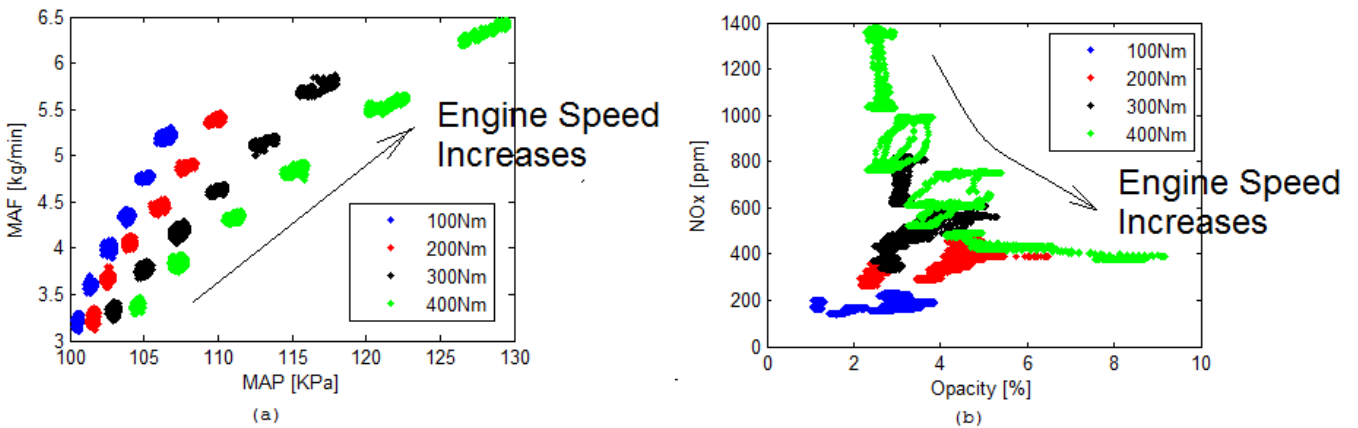 6.5
6
5.5
5
4.5
4
3.5
3
MAF [kg/min]
100
105
110
115
120
125
130
MAP [KPa]
Engine Speed
Increases
100Nm
200Nm
300Nm
400Nm
(a)
1400
1200
1000
800
600
400
200
0
NOx [ppm]
0
2
4
6
8
10
Opacity [%]
100Nm
200Nm
300Nm
400Nm
Engine Speed
Increases
(b)